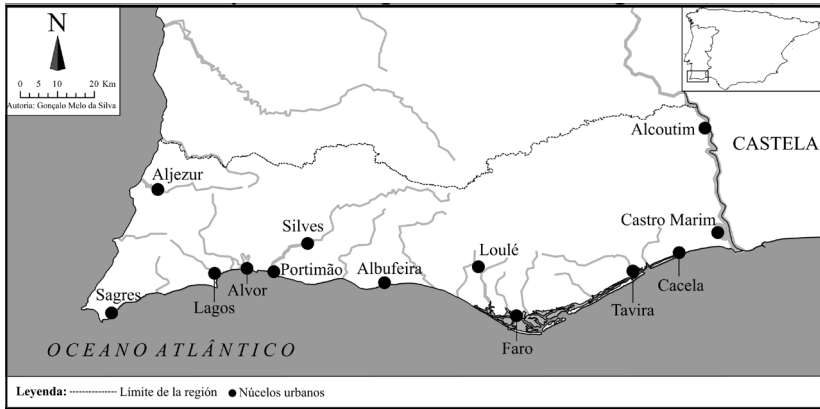 N
0 5 10 20 Km
Autoria: Gonçalo Melo da Silva
Alcoutim
CASTELA
Aljezur
Castro Marim
Silves
Loulé
Portimão
Albufeira
Alvor
Cacela
Sagres
Lagos
Tavira
Faro
OCEANO ATLÂNTICO
Leyenda: Límite de la región Núcelos urbanos